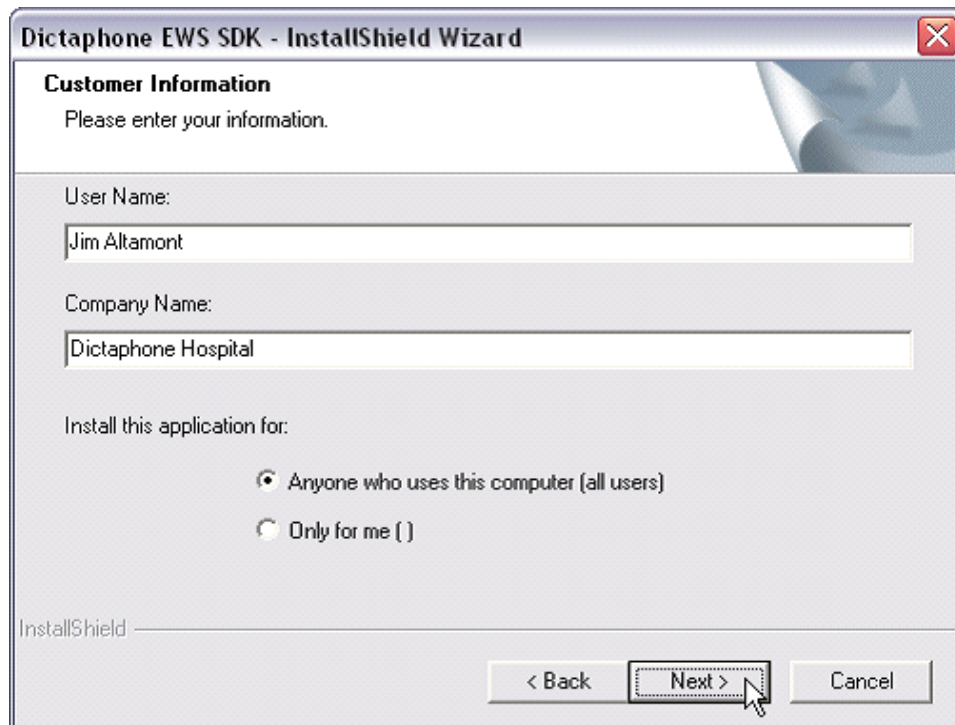 Dictaphone EWS SDK - InstallShield Wizard
Customer Information
Please enter your information.
User Name:
Jim Altamont
Company Name:
Dictaphone Hospital
Install this application for:
Anyone who uses this computer (all users)
Only for me ( )
InstallShield
< Back Next > Cancel